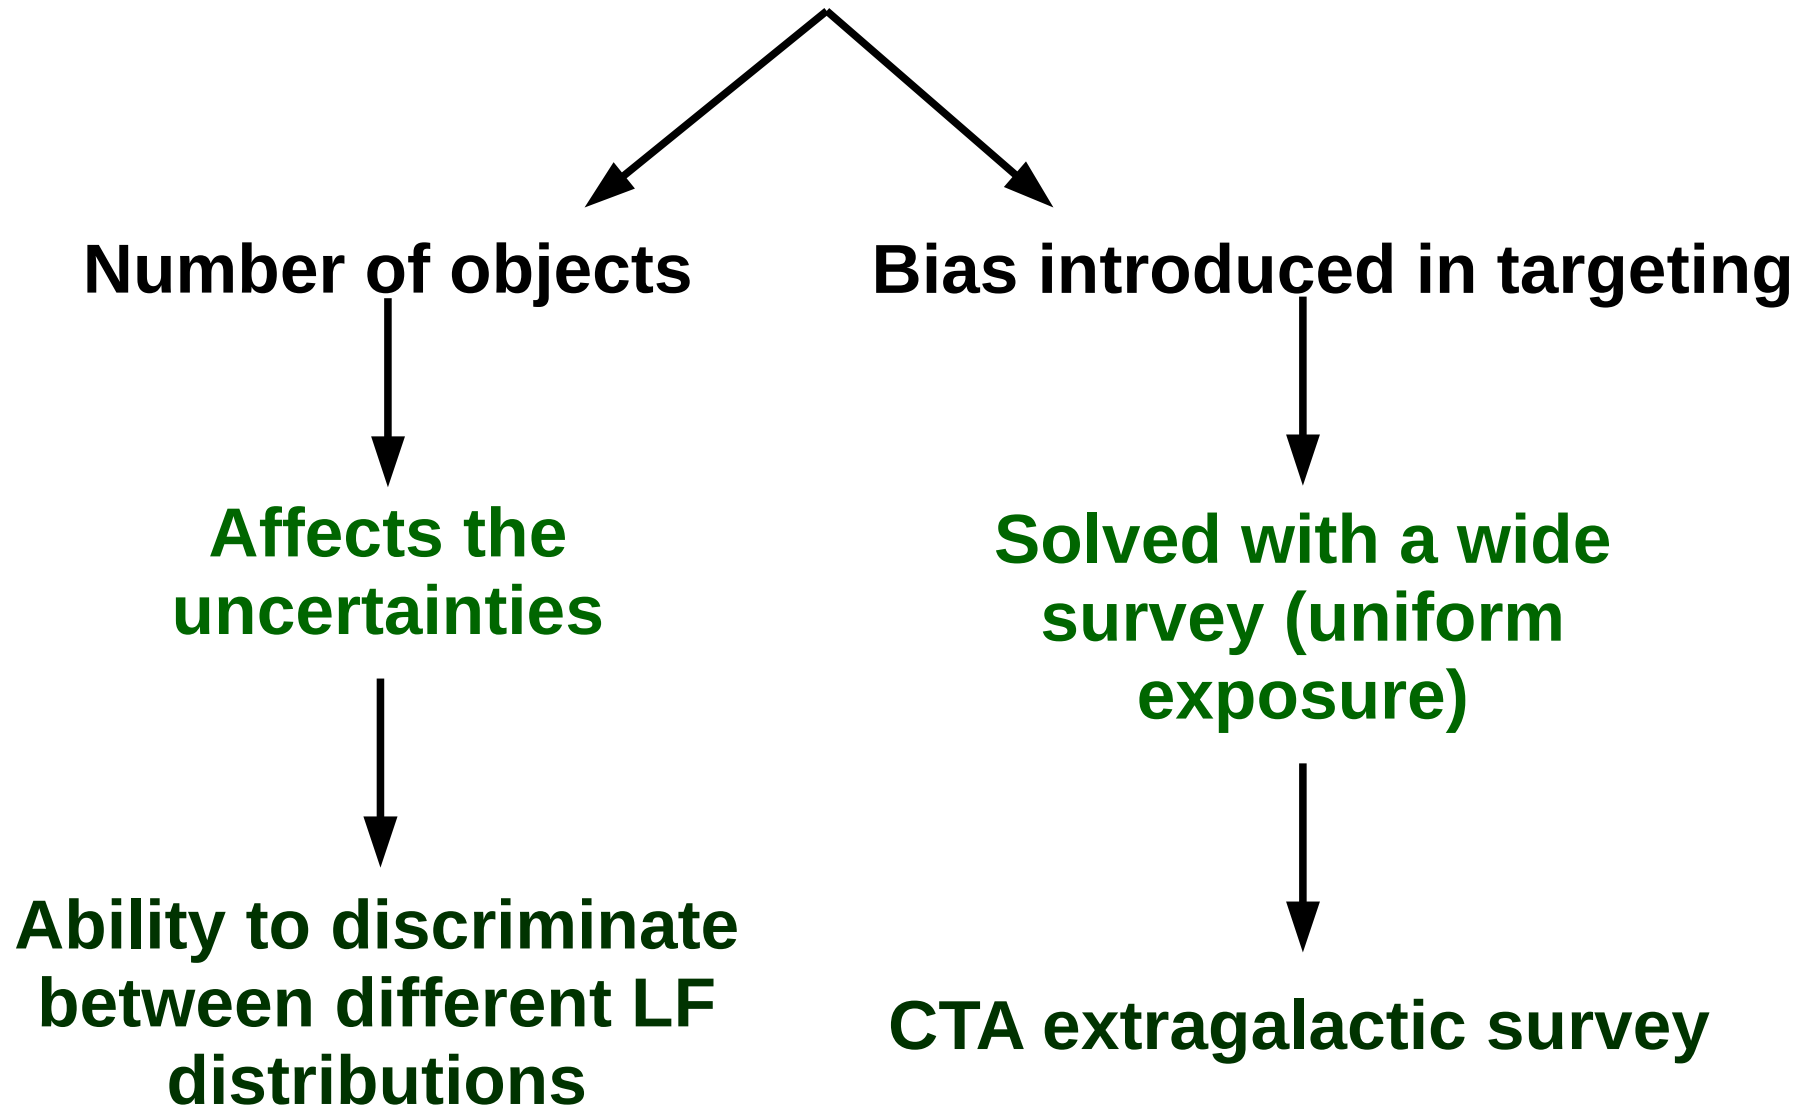 Number of objects
Bias introduced in targeting
Affects the
uncertainties
Solved with a wide
survey (uniform
exposure)
Ability to discriminate
between different LF
distributions
CTA extragalactic survey